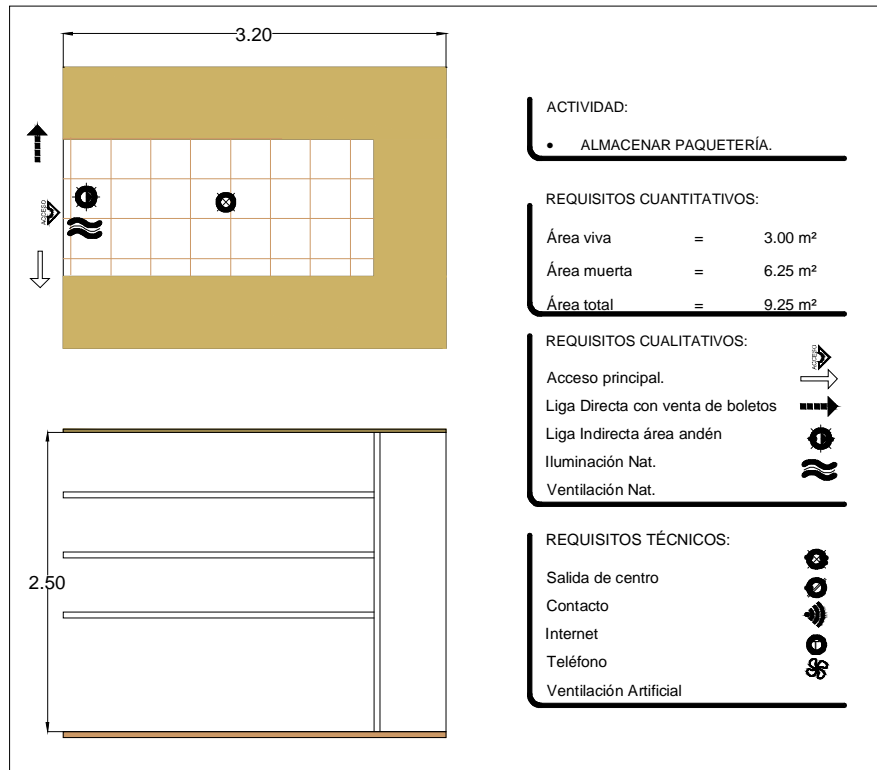 3.20
ACCESO
2.50
ACTIVIDAD:
• ALMACENAR PAQUETERÍA.
REQUISITOS CUANTITATIVOS:
Área viva = 3.00 m²
Área muerta = 6.25 m²
Área total = 9.25 m²
REQUISITOS CUALITATIVOS:
ACCESO
Acceso principal.
Liga Directa con venta de boletos
Liga Indirecta área andén
Iluminación Nat.
Ventilación Nat.
REQUISITOS TÉCNICOS:
Salida de centro
Contacto
Internet
Teléfono
Ventilación Artificial